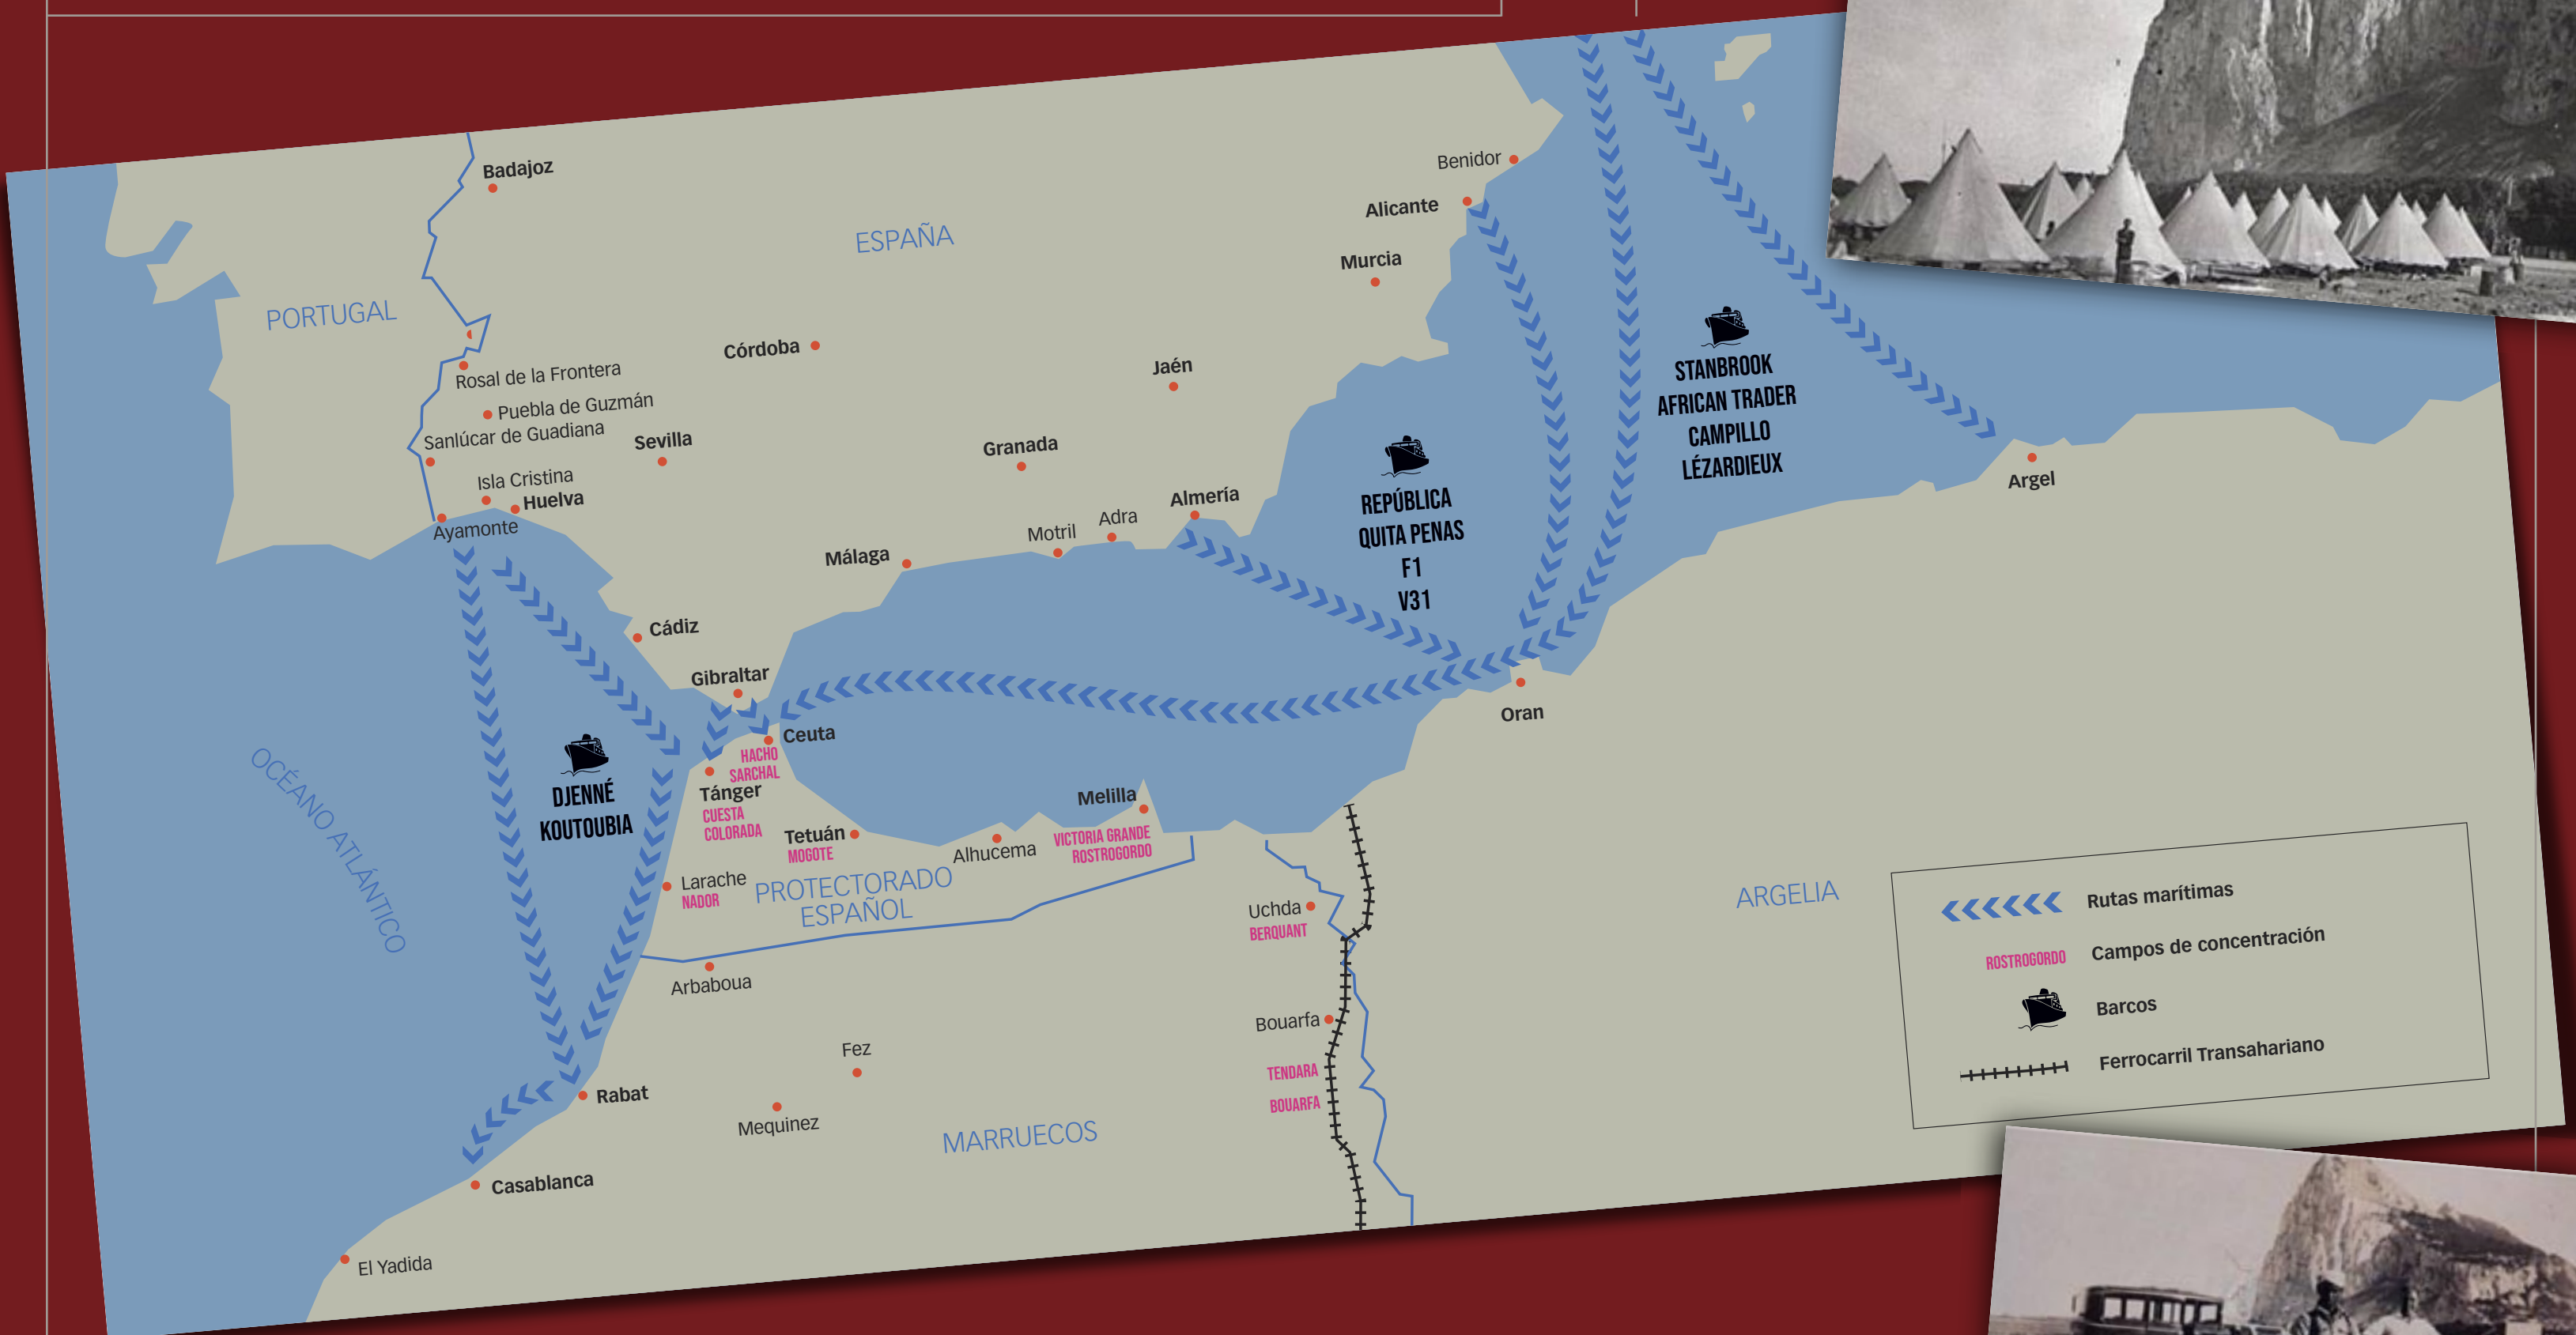 Badajoz
ESPAÑA
PORTUGAL
Benidor
Alicante
Murcia
Córdoba
Jaén
Rosal de la Frontera
Puebla de Guzmán
Sanlúcar de Guadiana
Sevilla
Granada
Isla Cristina
Huelva
Ayamonte
Almería
Adra
Motril
Málaga
Cádiz
Gibraltar
STANBROOK
AFRICAN TRADER
CAMPILLO
LÉZARDIEUX
REPÚBLICA
QUITA PENAS
F1
V31
Argel
Oran
Ceuta
HACHO
SARCHAL
Tánger
CUESTA
COLORADA
Tetuán
MOGOTE
Melilla
VICTORIA GRANDE
ROSTROGORDO
Alhucema
DJENNÉ
KOUTOUBIA
OCÉANO ATLÁNTICO
Larache
NADOR
PROTECTORADO
ESPAÑOL
Arbaboua
Uchda
BERQUANT
ARGELIA
Bouarfa
TENDARA
BOUARFA
Fez
Mequinez
MARRUECOS
Rabat
Casablanca
El Yadida
Rutas marítimas
ROSTROGORDO
Campos de concentración
Barcos
Ferrocarril Transahariano